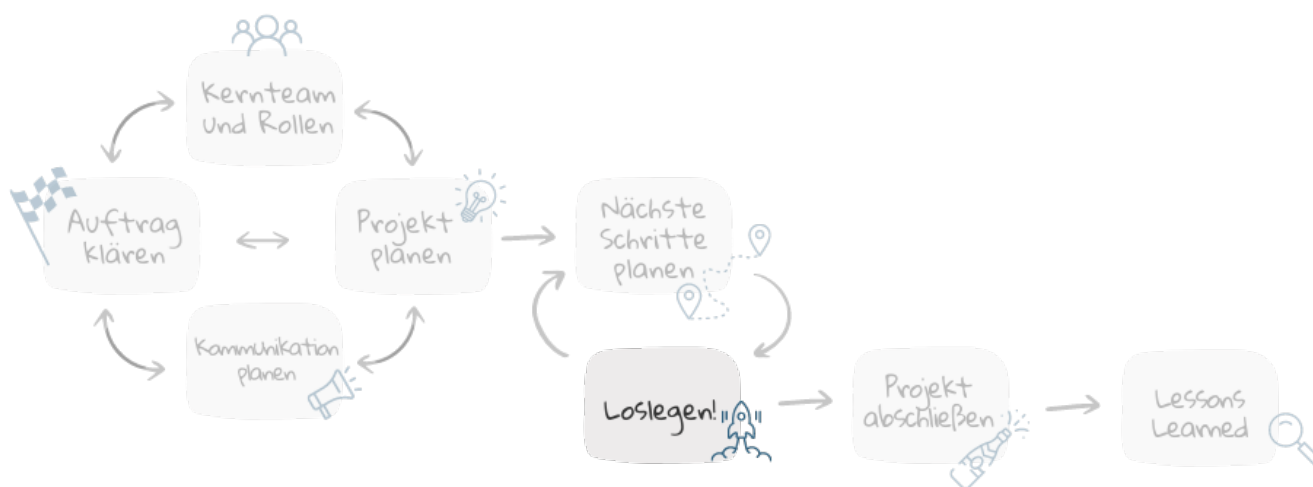 Kernteam
und Rollen
Auftrag
klären
Projekt
planen
Nächste
Schritte
planen
Kommunikation
planen
Loslegen!
Projekt
abschließen
Lessons
Learned